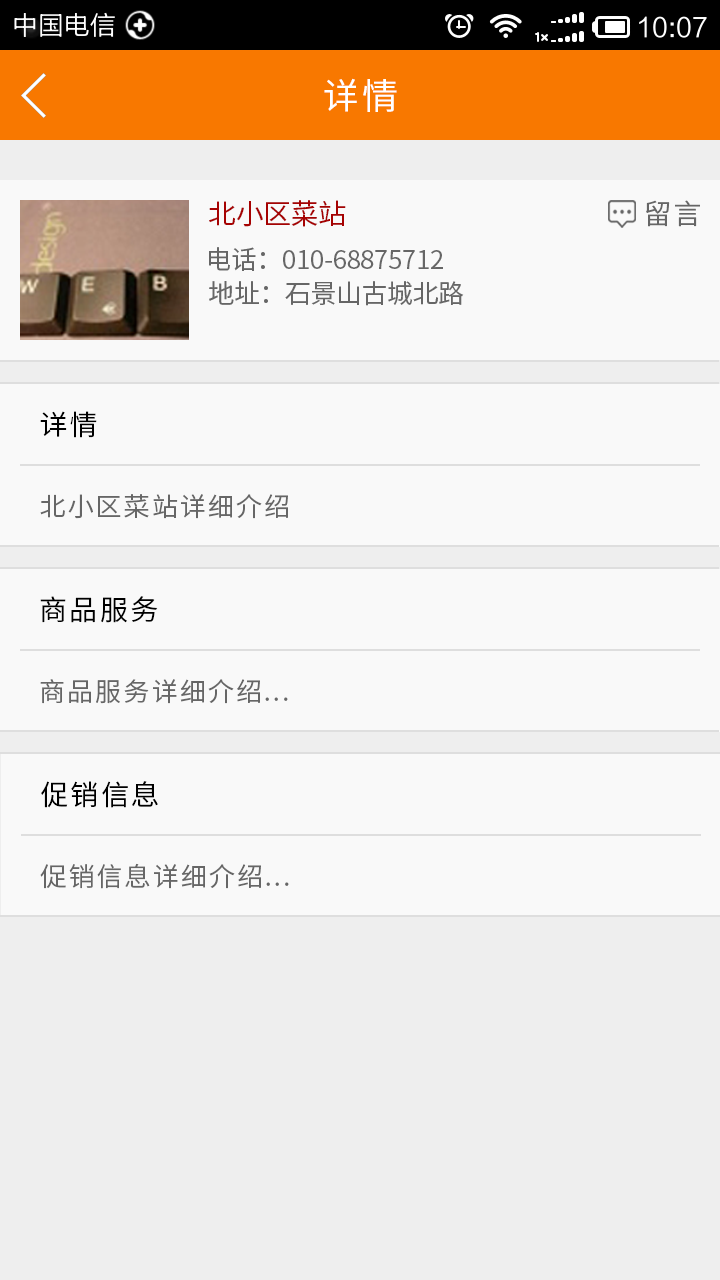 中国电信
1x
10:07
详情
design
W E B
北小区菜站
留言
电话：010-68875712
地址：石景山古城北路
详情
北小区菜站详细介绍
商品服务
商品服务详细介绍...
促销信息
促销信息详细介绍...